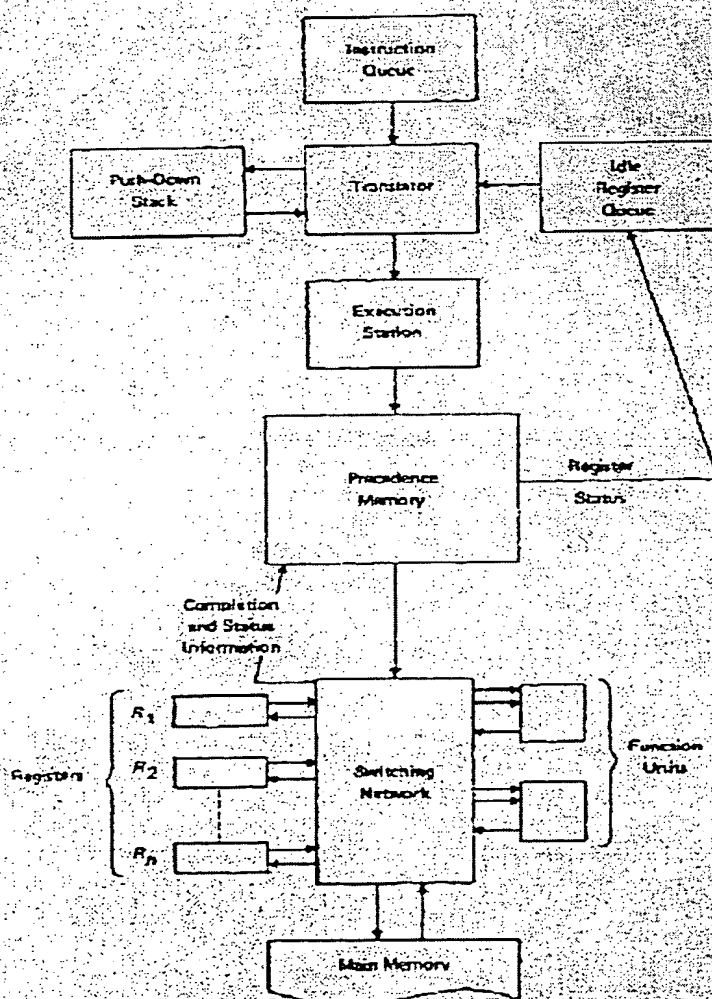 Instruction
Queue
Push-Down
Stack
Translator
Idle
Register
Queue
Execution
Station
Precedence
Memory
Register
Status
Completion
and Status
Information
Registers
R1
R2
Rn
Switching
Network
Function
Units
Main Memory